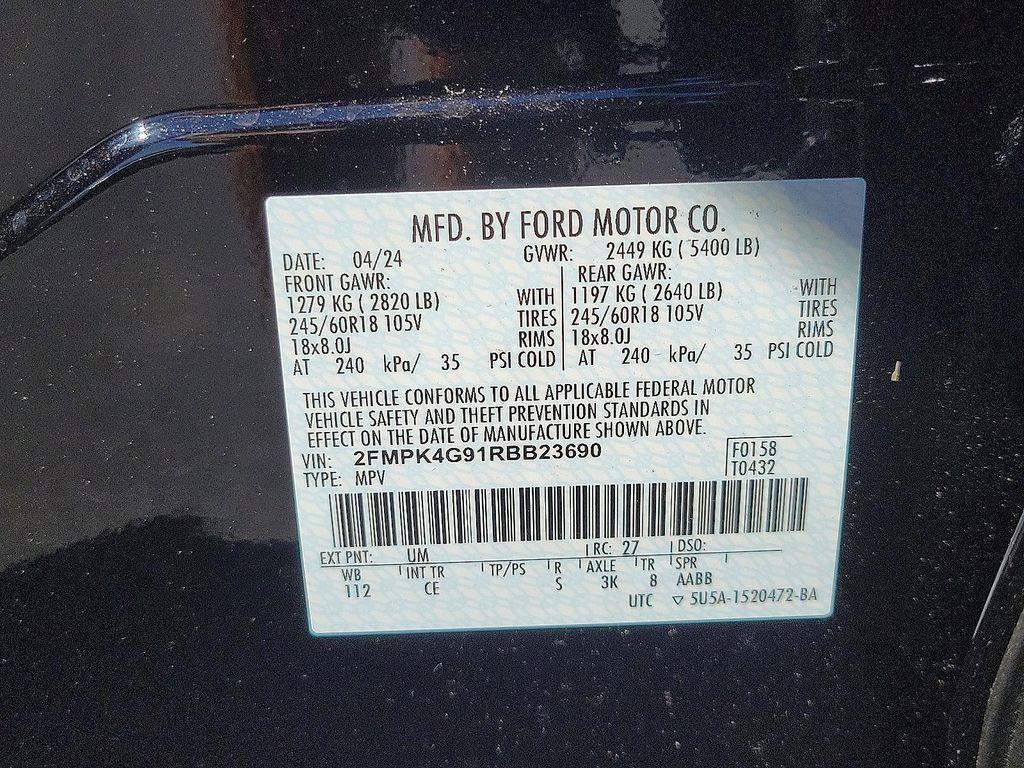 MFD. BY FORD MOTOR CO.
DATE: 04/24 GVWR: 2449 KG ( 5400 LB)
FRONT GAWR: REAR GAWR:
1279 KG ( 2820 LB) WITH 1197 KG ( 2640 LB) WITH
245/60R18 105V TIRES 245/60R18 105V TIRES
18x8.0J RIMS 18x8.0J RIMS
AT 240 kPa/ 35 PSI COLD AT 240 kPa/ 35 PSI COLD
THIS VEHICLE CONFORMS TO ALL APPLICABLE FEDERAL MOTOR
VEHICLE SAFETY AND THEFT PREVENTION STANDARDS IN
EFFECT ON THE DATE OF MANUFACTURE SHOWN ABOVE.
VIN: 2FMPK4G91RBB23690 F0158
TYPE: MPV T0432
EXT PNT: UM RC: 27 DSO:
WB INT TR TP/PS R AXLE TR SPR
112 CE S 3K 8 AABB
UTC ▽ 5U5A-1520472-BA